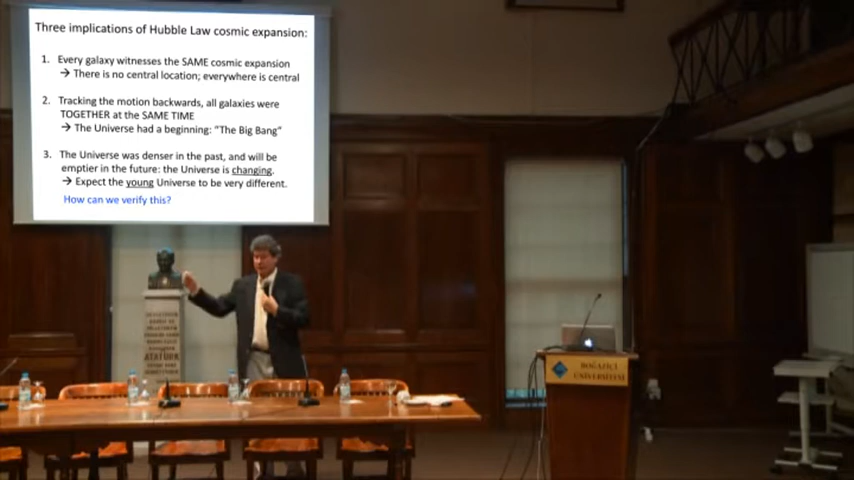 Three implications of Hubble Law cosmic expansion:
1. Every galaxy witnesses the SAME cosmic expansion
→ There is no central location; everywhere is central
2. Tracking the motion backwards, all galaxies were
TOGETHER at the SAME TIME
→ The Universe had a beginning: "The Big Bang"
3. The Universe was denser in the past, and will be
emptier in the future: the Universe is changing.
→ Expect the young Universe to be very different.
How can we verify this?
ATATÜRK
BOĞAZİÇİ
ÜNİVERSİTESİ